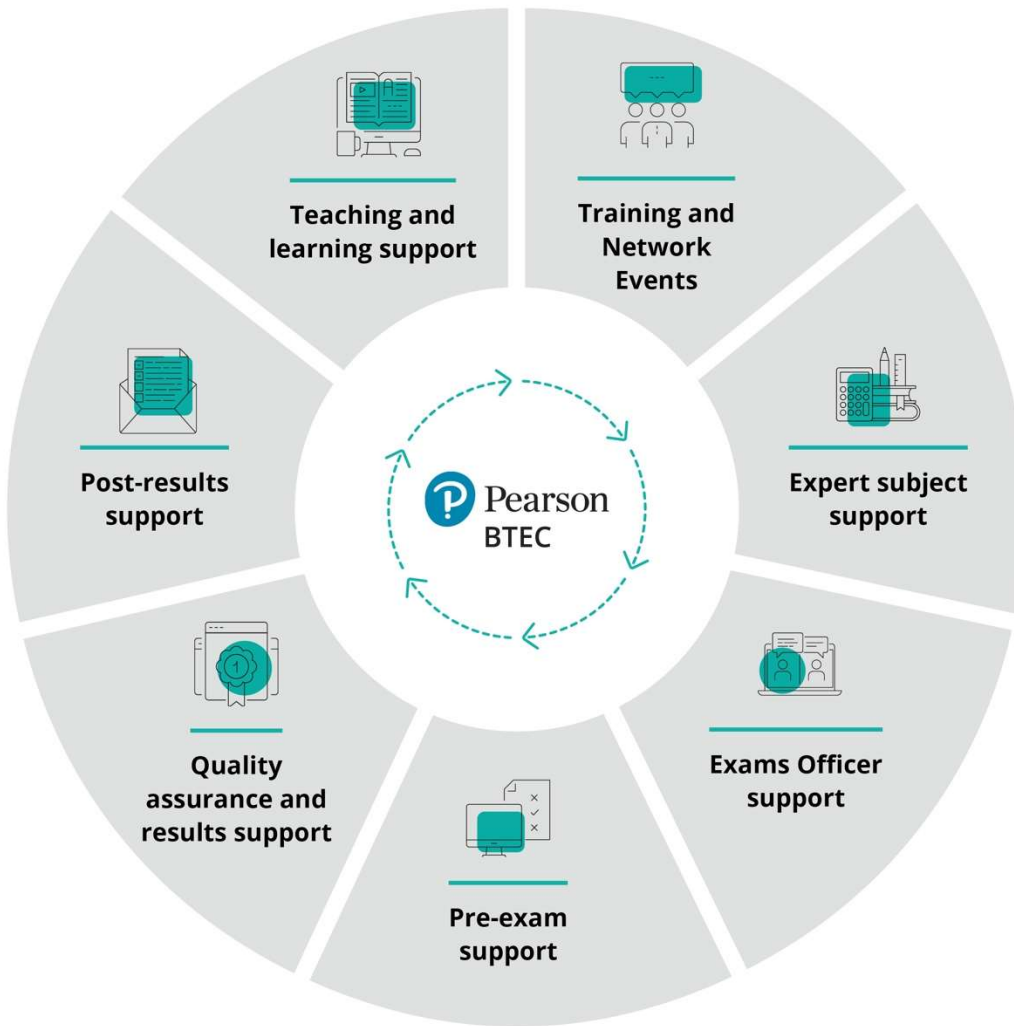 Teaching and
learning support
Training and
Network
Events
Expert subject
support
Exams Officer
support
Pre-exam
support
Quality
assurance and
results support
Post-results
support
Pearson
BTEC